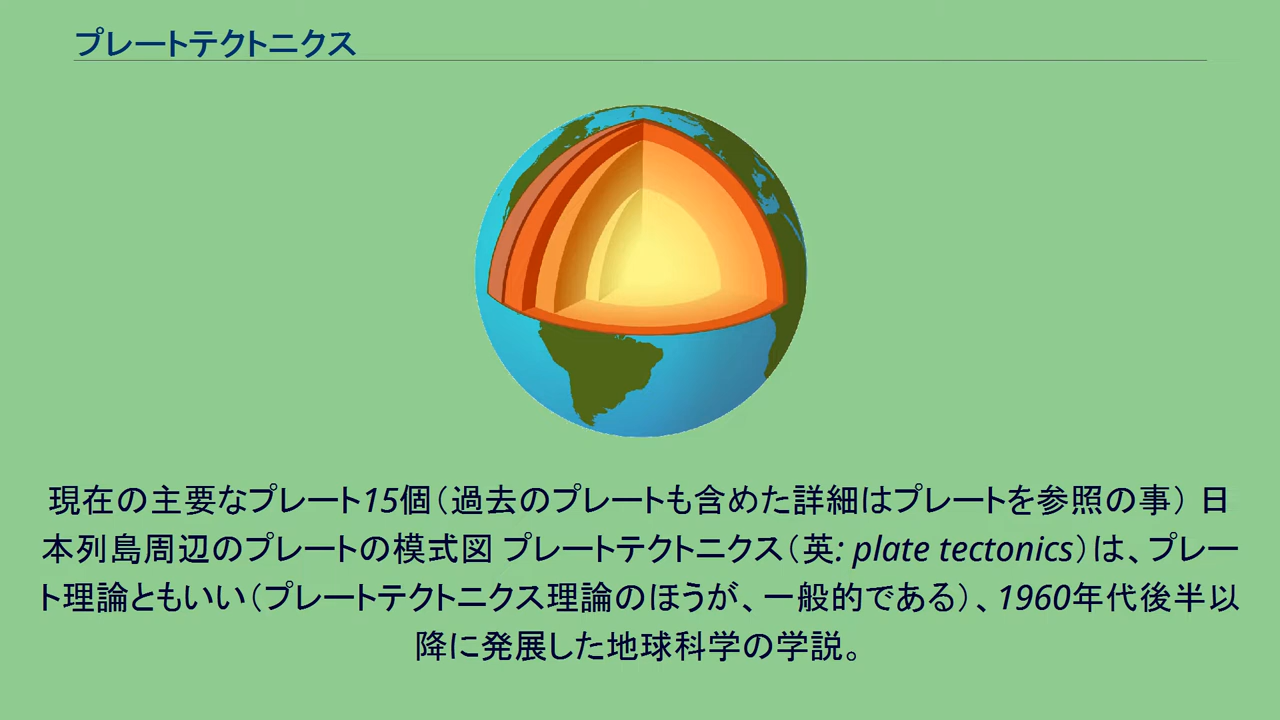 プレートテクトニクス
現在の主要なプレート15個（過去のプレートも含めた詳細はプレートを参照の事） 日
本列島周辺のプレートの模式図 プレートテクトニクス（英: plate tectonics）は、プレー
ト理論ともいい（プレートテクトニクス理論のほうが、一般的である）、1960年代後半以
降に発展した地球科学の学説。